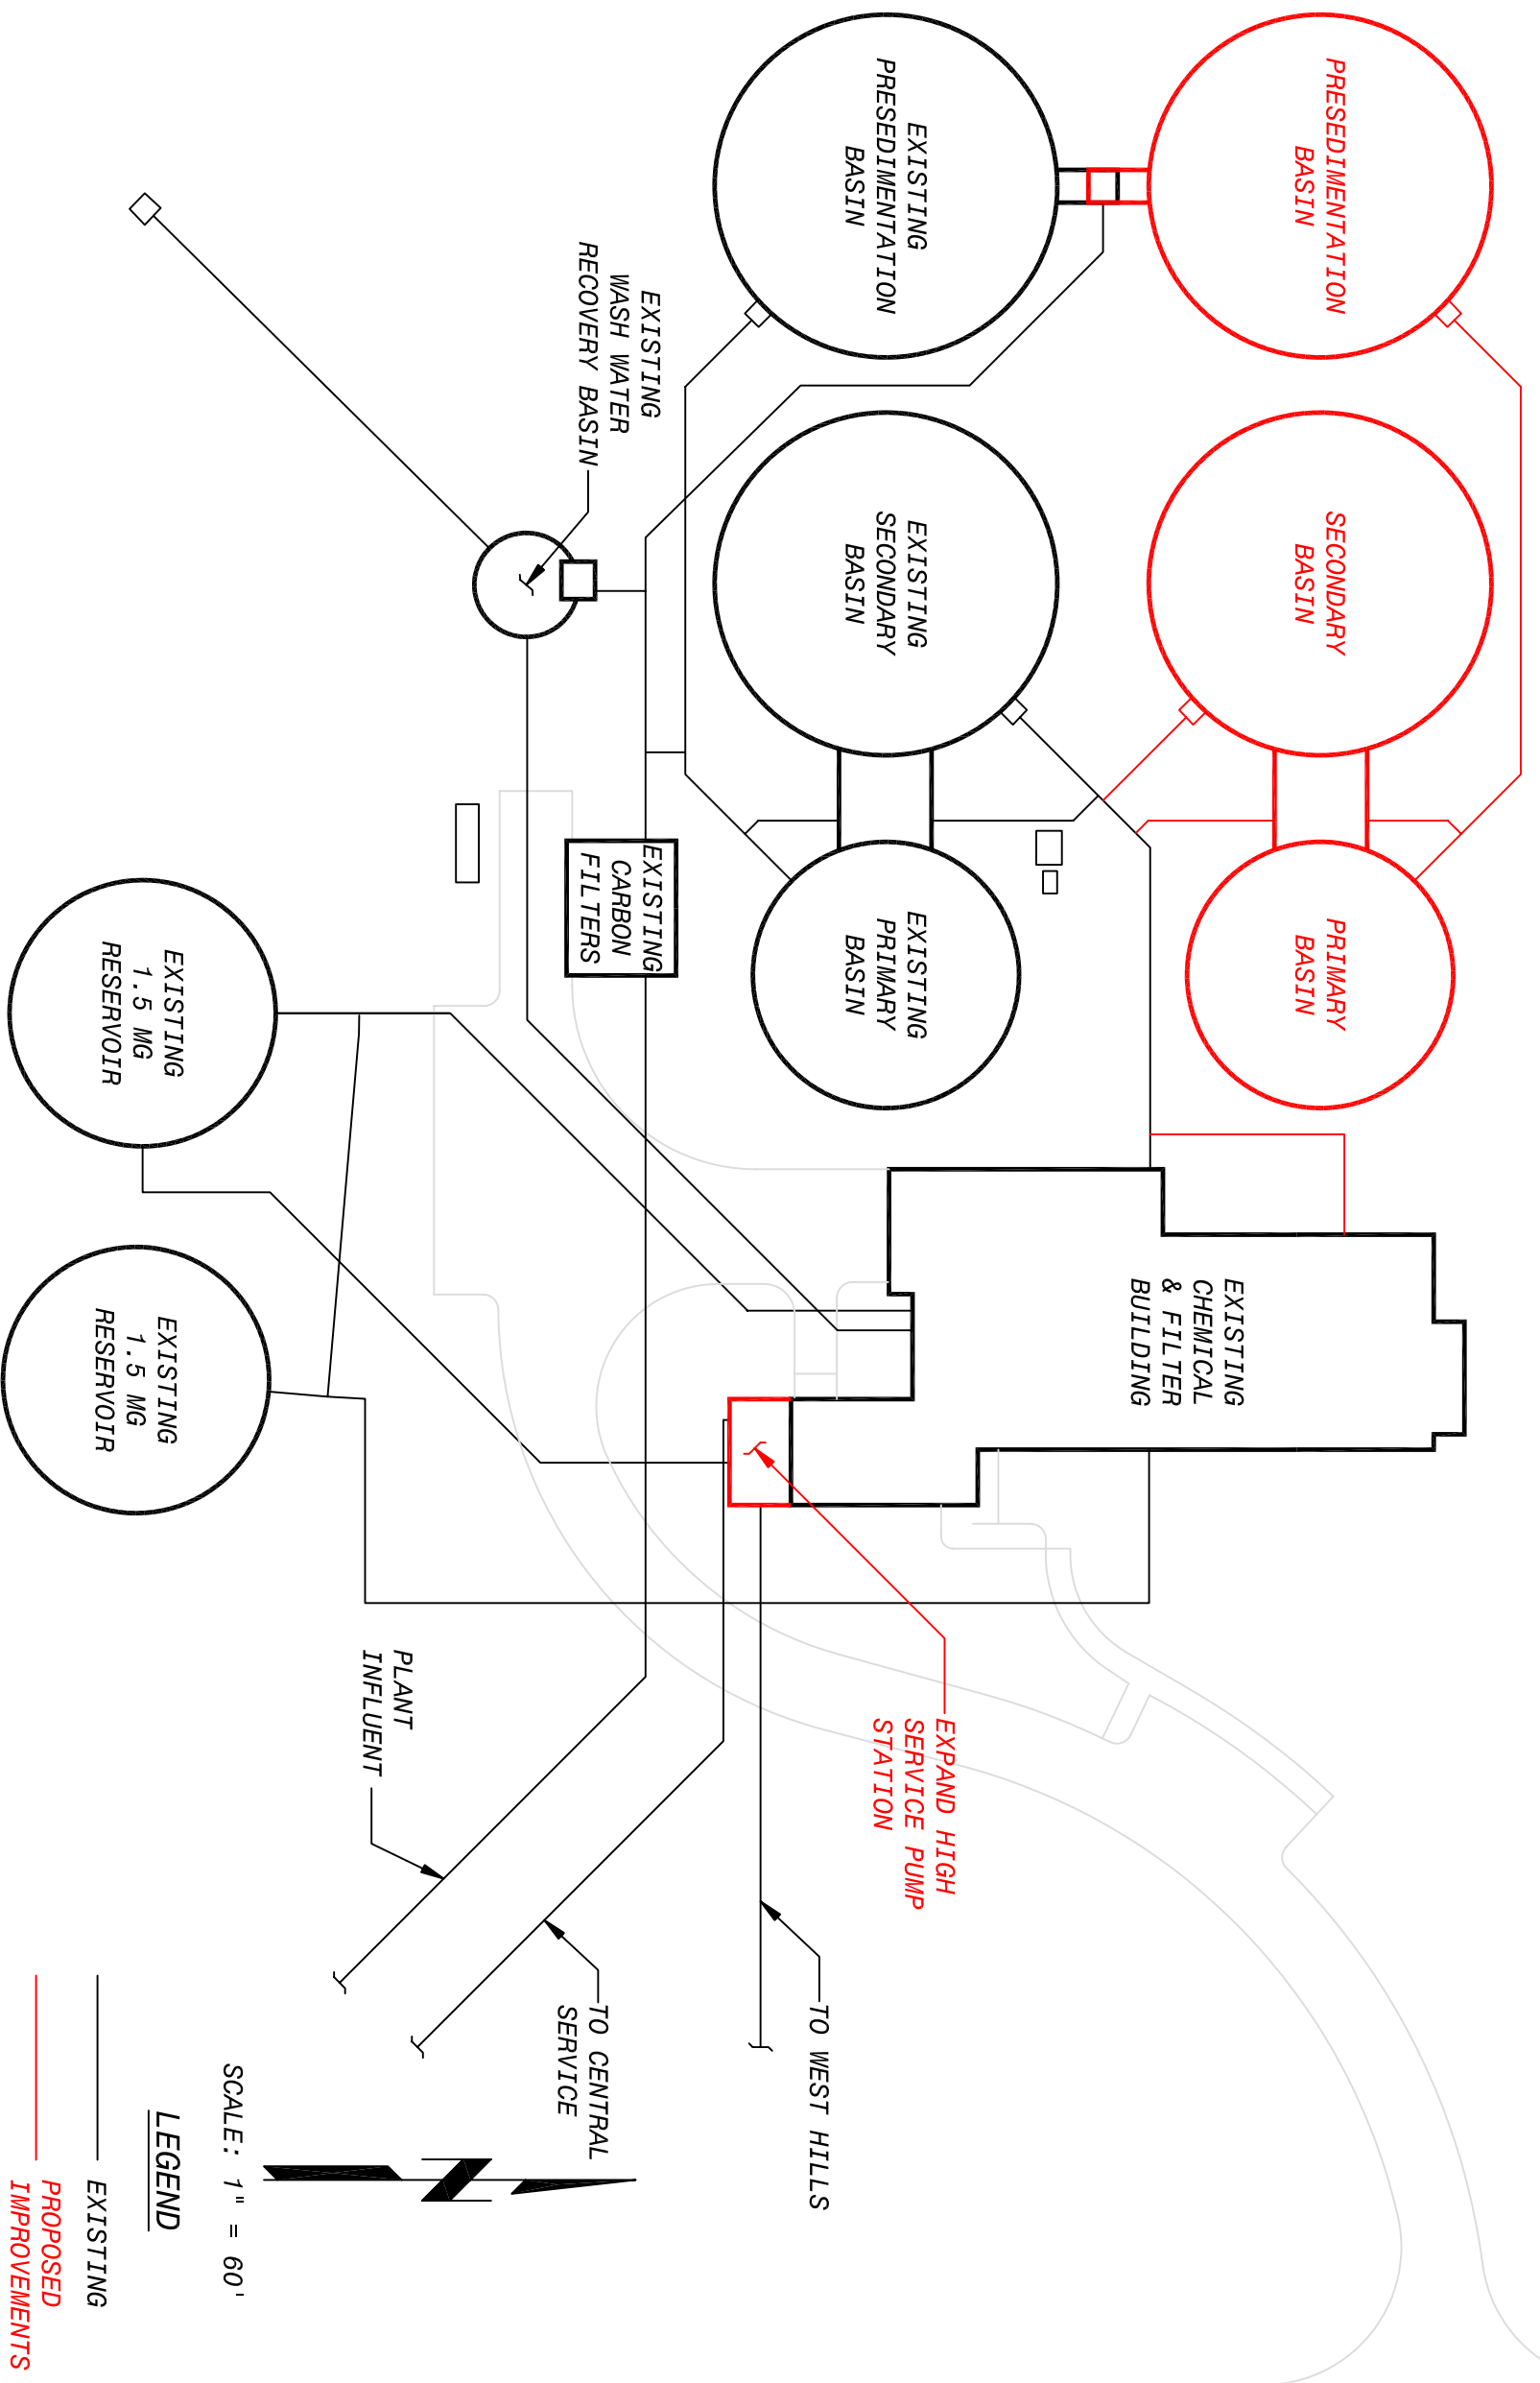 PRESEDIMENTATION
BASIN
SECONDARY
BASIN
PRIMARY
BASIN
EXISTING
PRESEDIMENTATION
BASIN
EXISTING
SECONDARY
BASIN
EXISTING
PRIMARY
BASIN
EXISTING
CHEMICAL
& FILTER
BUILDING
EXPAND HIGH
SERVICE PUMP
STATION
TO WEST HILLS
EXISTING
WASH WATER
RECOVERY BASIN
EXISTING
CARBON
FILTERS
TO CENTRAL
SERVICE
PLANT
INFLUENT
EXISTING
1.5 MG
RESERVOIR
EXISTING
1.5 MG
RESERVOIR
SCALE: 1" = 60'
LEGEND
EXISTING
PROPOSED
IMPROVEMENTS